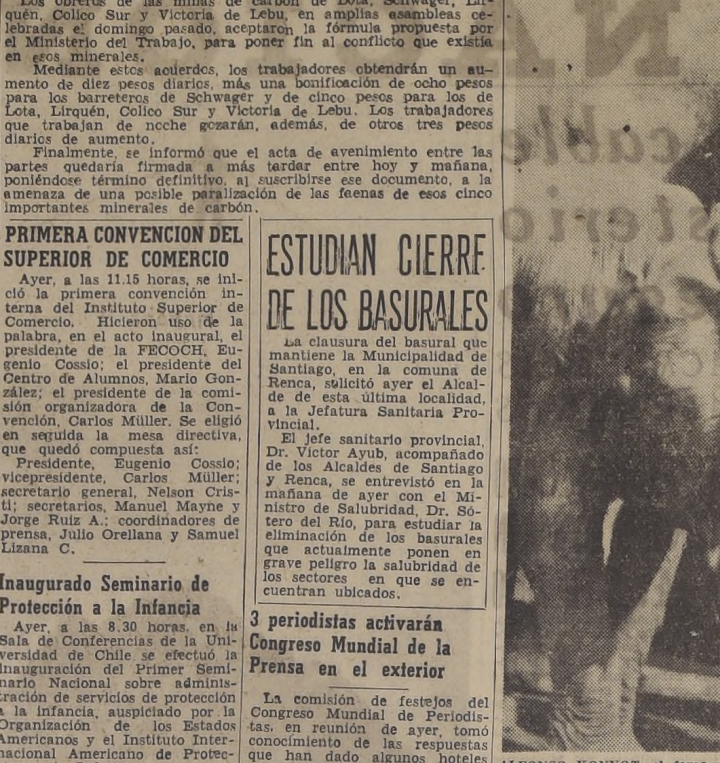 Los obreros de las minas de carbón de Lota, Schwager, Lir-
quén, Colico Sur y Victoria de Lebu, en amplias asambleas ce-
lebradas el domingo pasado, aceptaron la fórmula propuesta por
el Ministerio del Trabajo, para poner fin al conflicto que existía
en esos minerales.
Mediante estos acuerdos, los trabajadores obtendrán un au-
mento de diez pesos diarios, más una bonificación de ocho pesos
para los barreteros de Schwager y de cinco pesos para los de
Lota, Lirquén, Colico Sur y Victoria de Lebu. Los trabajadores
que trabajan de noche gozarán, además, de otros tres pesos
diarios de aumento.
Finalmente, se informó que el acta de avenimiento entre las
partes quedaría firmada a más tardar entre hoy y mañana,
poniéndose término definitivo, al suscribirse ese documento, a la
amenaza de una posible paralización de las faenas de esos cinco
importantes minerales de carbón.
PRIMERA CONVENCION DEL
SUPERIOR DE COMERCIO
Ayer, a las 11.15 horas, se ini-
ció la primera convención in-
terna del Instituto Superior de
Comercio. Hicieron uso de la
palabra, en el acto inaugural, el
presidente de la FECOCH, Eu-
genio Cossio; el presidente del
Centro de Alumnos, Mario Gon-
zález; el presidente de la comi-
sión organizadora de la Con-
vención, Carlos Müller. Se eligió
en seguida la mesa directiva,
que quedó compuesta así:
Presidente, Eugenio Cossio;
vicepresidente, Carlos Müller;
secretario general, Nelson Cris-
ti; secretarios, Manuel Mayne y
Jorge Ruiz A.; coordinadores de
prensa, Julio Orellana y Samuel
Lizana C.
Inaugurado Seminario de
Protección a la Infancia
Ayer, a las 8.30 horas, en la
Sala de Conferencias de la Uni-
versidad de Chile se efectuó la
inauguración del Primer Semi-
nario Nacional sobre adminis-
tración de servicios de protección
a la infancia, auspiciado por la
Organización de los Estados
Americanos y el Instituto Inter-
nacional Americano de Protec-
ESTUDIAN CIERRE
DE LOS BASURALES
La clausura del basural que
mantiene la Municipalidad de
Santiago, en la comuna de
Renca, solicitó ayer el Alcal-
de de esta última localidad,
a la Jefatura Sanitaria Pro-
vincial.
El jefe sanitario provincial,
Dr. Victor Ayub, acompañado
de los Alcaldes de Santiago
y Renca, se entrevistó en la
mañana de ayer con el Mi-
nistro de Salubridad, Dr. Só-
tero del Río, para estudiar la
eliminación de los basurales
que actualmente ponen en
grave peligro la salubridad de
los sectores en que se en-
cuentran ubicados.
3 periodistas activarán
Congreso Mundial de la
Prensa en el exterior
La comisión de festejos del
Congreso Mundial de Periodis-
tas, en reunión de ayer, tomó
conocimiento de las respuestas
que han dado algunos hoteles